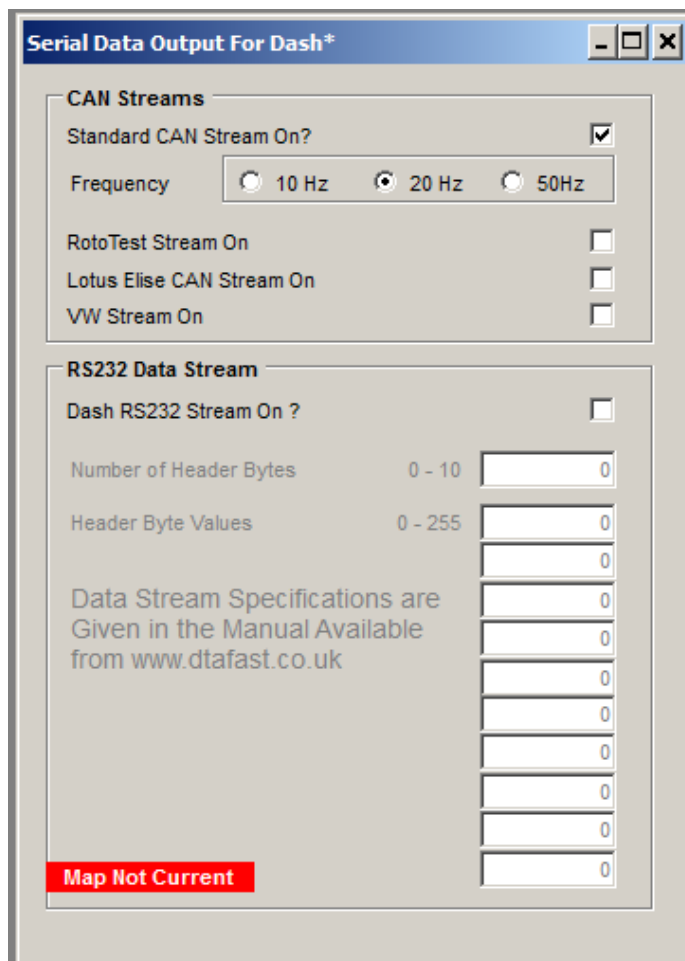 Serial Data Output For Dash*
CAN Streams
Standard CAN Stream On?
Frequency 10 Hz 20 Hz 50Hz
RotoTest Stream On
Lotus Elise CAN Stream On
VW Stream On
RS232 Data Stream
Dash RS232 Stream On ?
Number of Header Bytes 0 - 10 0
Header Byte Values 0 - 255 0
0
Data Stream Specifications are 0
Given in the Manual Available 0
from www.dtafast.co.uk 0
0
0
0
0
Map Not Current 0